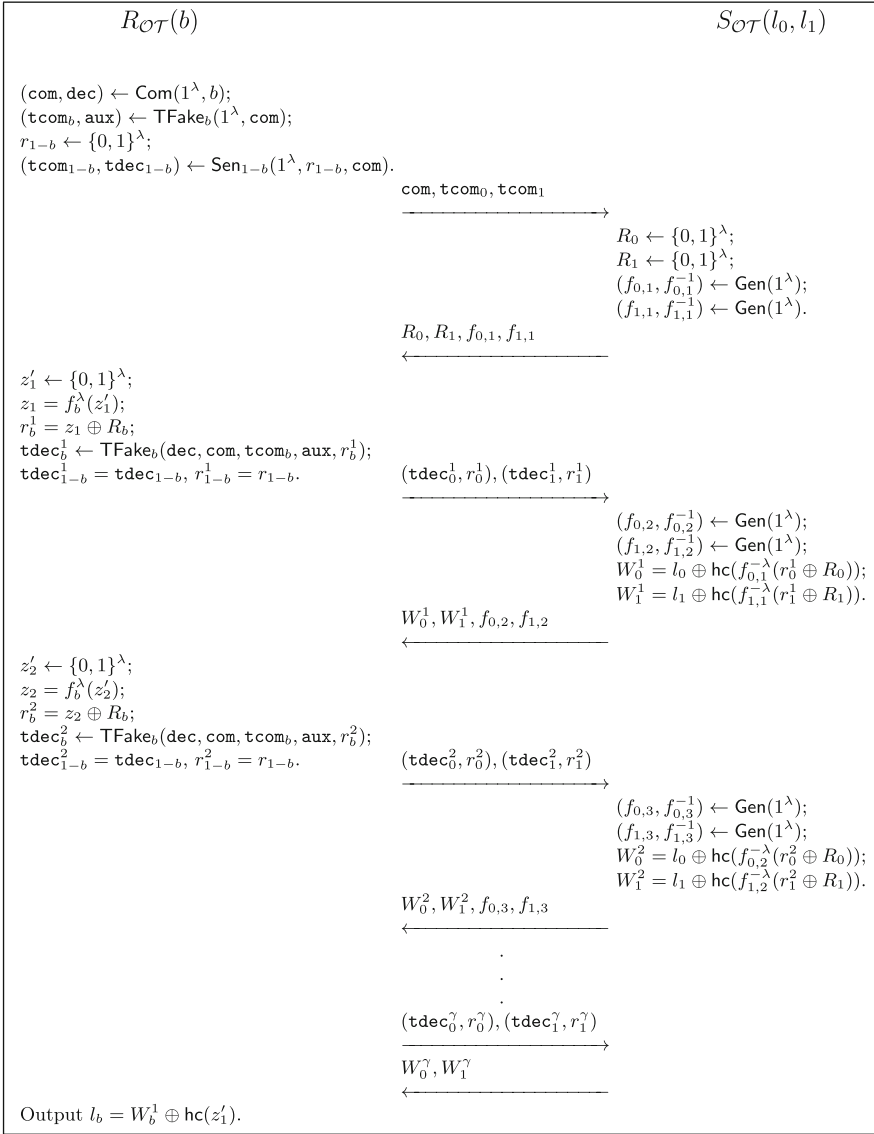 R_OT(b) S_OT(l_0, l_1)
(com, dec) ← Com(1^λ, b);
(tcom_b, aux) ← TFake_b(1^λ, com);
r_{1−b} ← {0, 1}^λ;
(tcom_{1−b}, tdec_{1−b}) ← Sen_{1−b}(1^λ, r_{1−b}, com).
com, tcom_0, tcom_1
R_0 ← {0, 1}^λ;
R_1 ← {0, 1}^λ;
(f_{0,1}, f_{0,1}^{−1}) ← Gen(1^λ);
(f_{1,1}, f_{1,1}^{−1}) ← Gen(1^λ).
R_0, R_1, f_{0,1}, f_{1,1}
z'_1 ← {0, 1}^λ;
z_1 = f_b^λ(z'_1);
r_b^1 = z_1 ⊕ R_b;
tdec_b^1 ← TFake_b(dec, com, tcom_b, aux, r_b^1);
tdec_{1−b}^1 = tdec_{1−b}, r_{1−b}^1 = r_{1−b}.
(tdec_0^1, r_0^1), (tdec_1^1, r_1^1)
(f_{0,2}, f_{0,2}^{−1}) ← Gen(1^λ);
(f_{1,2}, f_{1,2}^{−1}) ← Gen(1^λ);
W_0^1 = l_0 ⊕ hc(f_{0,1}^{−λ}(r_0^1 ⊕ R_0));
W_1^1 = l_1 ⊕ hc(f_{1,1}^{−λ}(r_1^1 ⊕ R_1)).
W_0^1, W_1^1, f_{0,2}, f_{1,2}
z'_2 ← {0, 1}^λ;
z_2 = f_b^λ(z'_2);
r_b^2 = z_2 ⊕ R_b;
tdec_b^2 ← TFake_b(dec, com, tcom_b, aux, r_b^2);
tdec_{1−b}^2 = tdec_{1−b}, r_{1−b}^2 = r_{1−b}.
(tdec_0^2, r_0^2), (tdec_1^2, r_1^2)
(f_{0,3}, f_{0,3}^{−1}) ← Gen(1^λ);
(f_{1,3}, f_{1,3}^{−1}) ← Gen(1^λ);
W_0^2 = l_0 ⊕ hc(f_{0,2}^{−λ}(r_0^2 ⊕ R_0));
W_1^2 = l_1 ⊕ hc(f_{1,2}^{−λ}(r_1^2 ⊕ R_1)).
W_0^2, W_1^2, f_{0,3}, f_{1,3}
.
.
.
(tdec_0^γ, r_0^γ), (tdec_1^γ, r_1^γ)
W_0^γ, W_1^γ
Output l_b = W_b^1 ⊕ hc(z'_1).